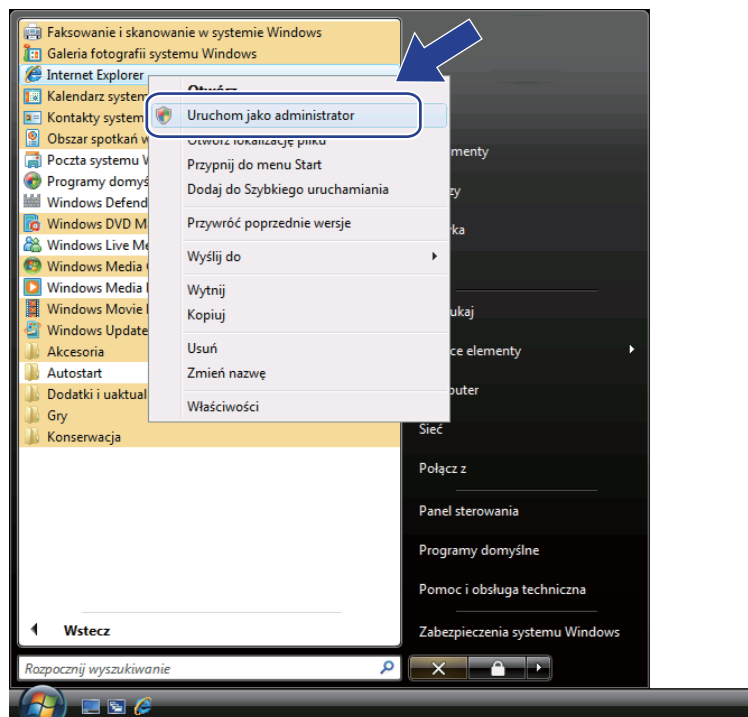 Faksowanie i skanowanie w systemie Windows
Galeria fotografii systemu Windows
Internet Explorer
Kalendarz system
Kontakty system
Obszar spotkań w
Poczta systemu
Programy domyś
Windows Defend
Windows DVD M
Windows Live Me
Windows Media
Windows Media
Windows Movie
Windows Update
Akcesoria
Autostart
Dodatki i uaktual
Gry
Konserwacja
Wstecz
Rozpocznij wyszukiwanie
Otwórz
Uruchom jako administrator
Otwórz lokalizację pliku
Przypnij do menu Start
Dodaj do Szybkiego uruchamiania
Przywróć poprzednie wersje
Wyślij do
Wytnij
Kopiuj
Usuń
Zmień nazwę
Właściwości
menty
zy
ka
ukaj
ce elementy
puter
Sieć
Połącz z
Panel sterowania
Programy domyślne
Pomoc i obsługa techniczna
Zabezpieczenia systemu Windows